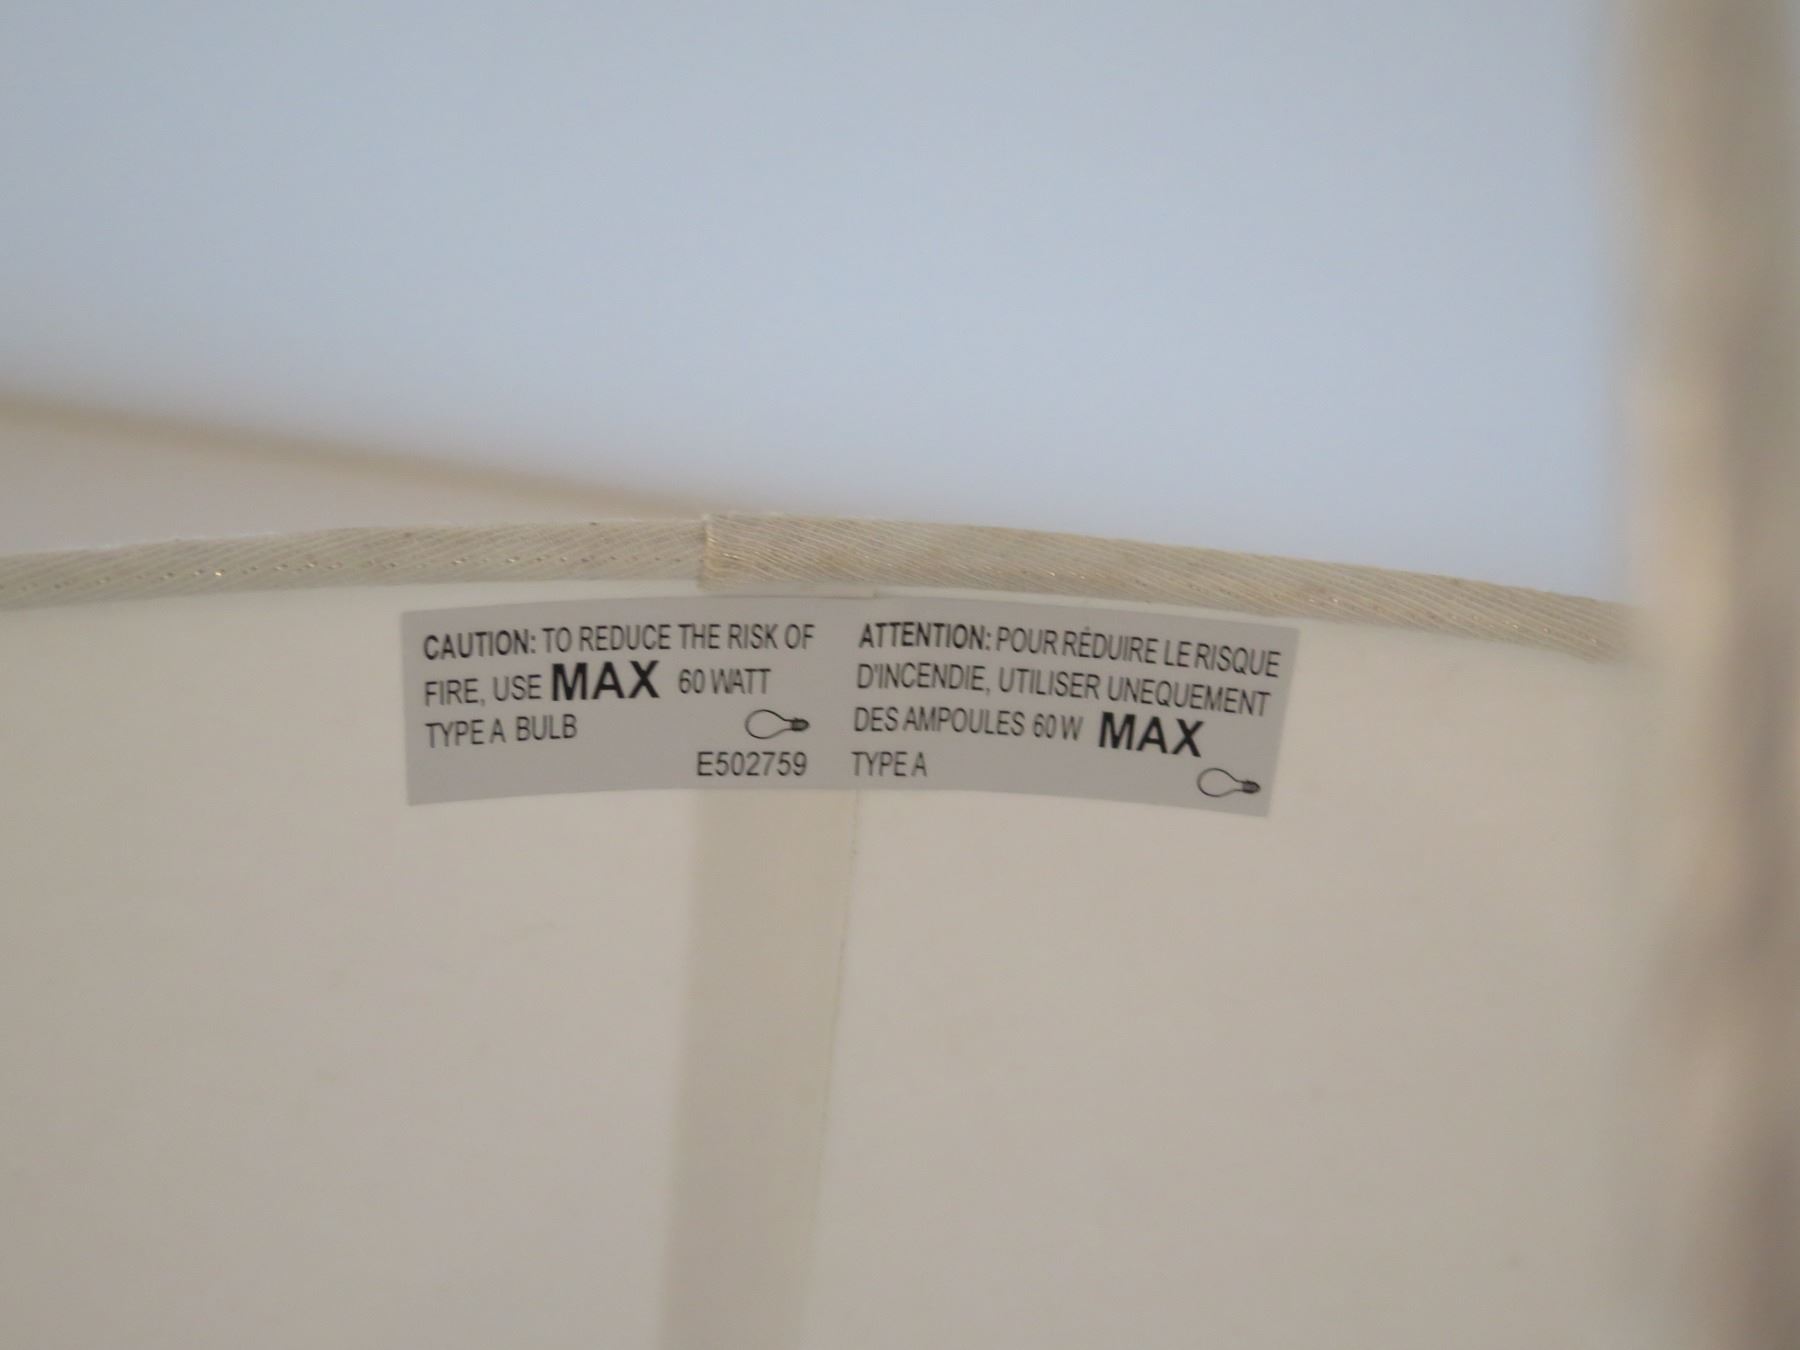 CAUTION: TO REDUCE THE RISK OF
FIRE, USE MAX 60 WATT
TYPE A BULB
E502759
ATTENTION: POUR RÉDUIRE LE RISQUE
D'INCENDIE, UTILISER UNEQUEMENT
DES AMPOULES 60W MAX
TYPE A